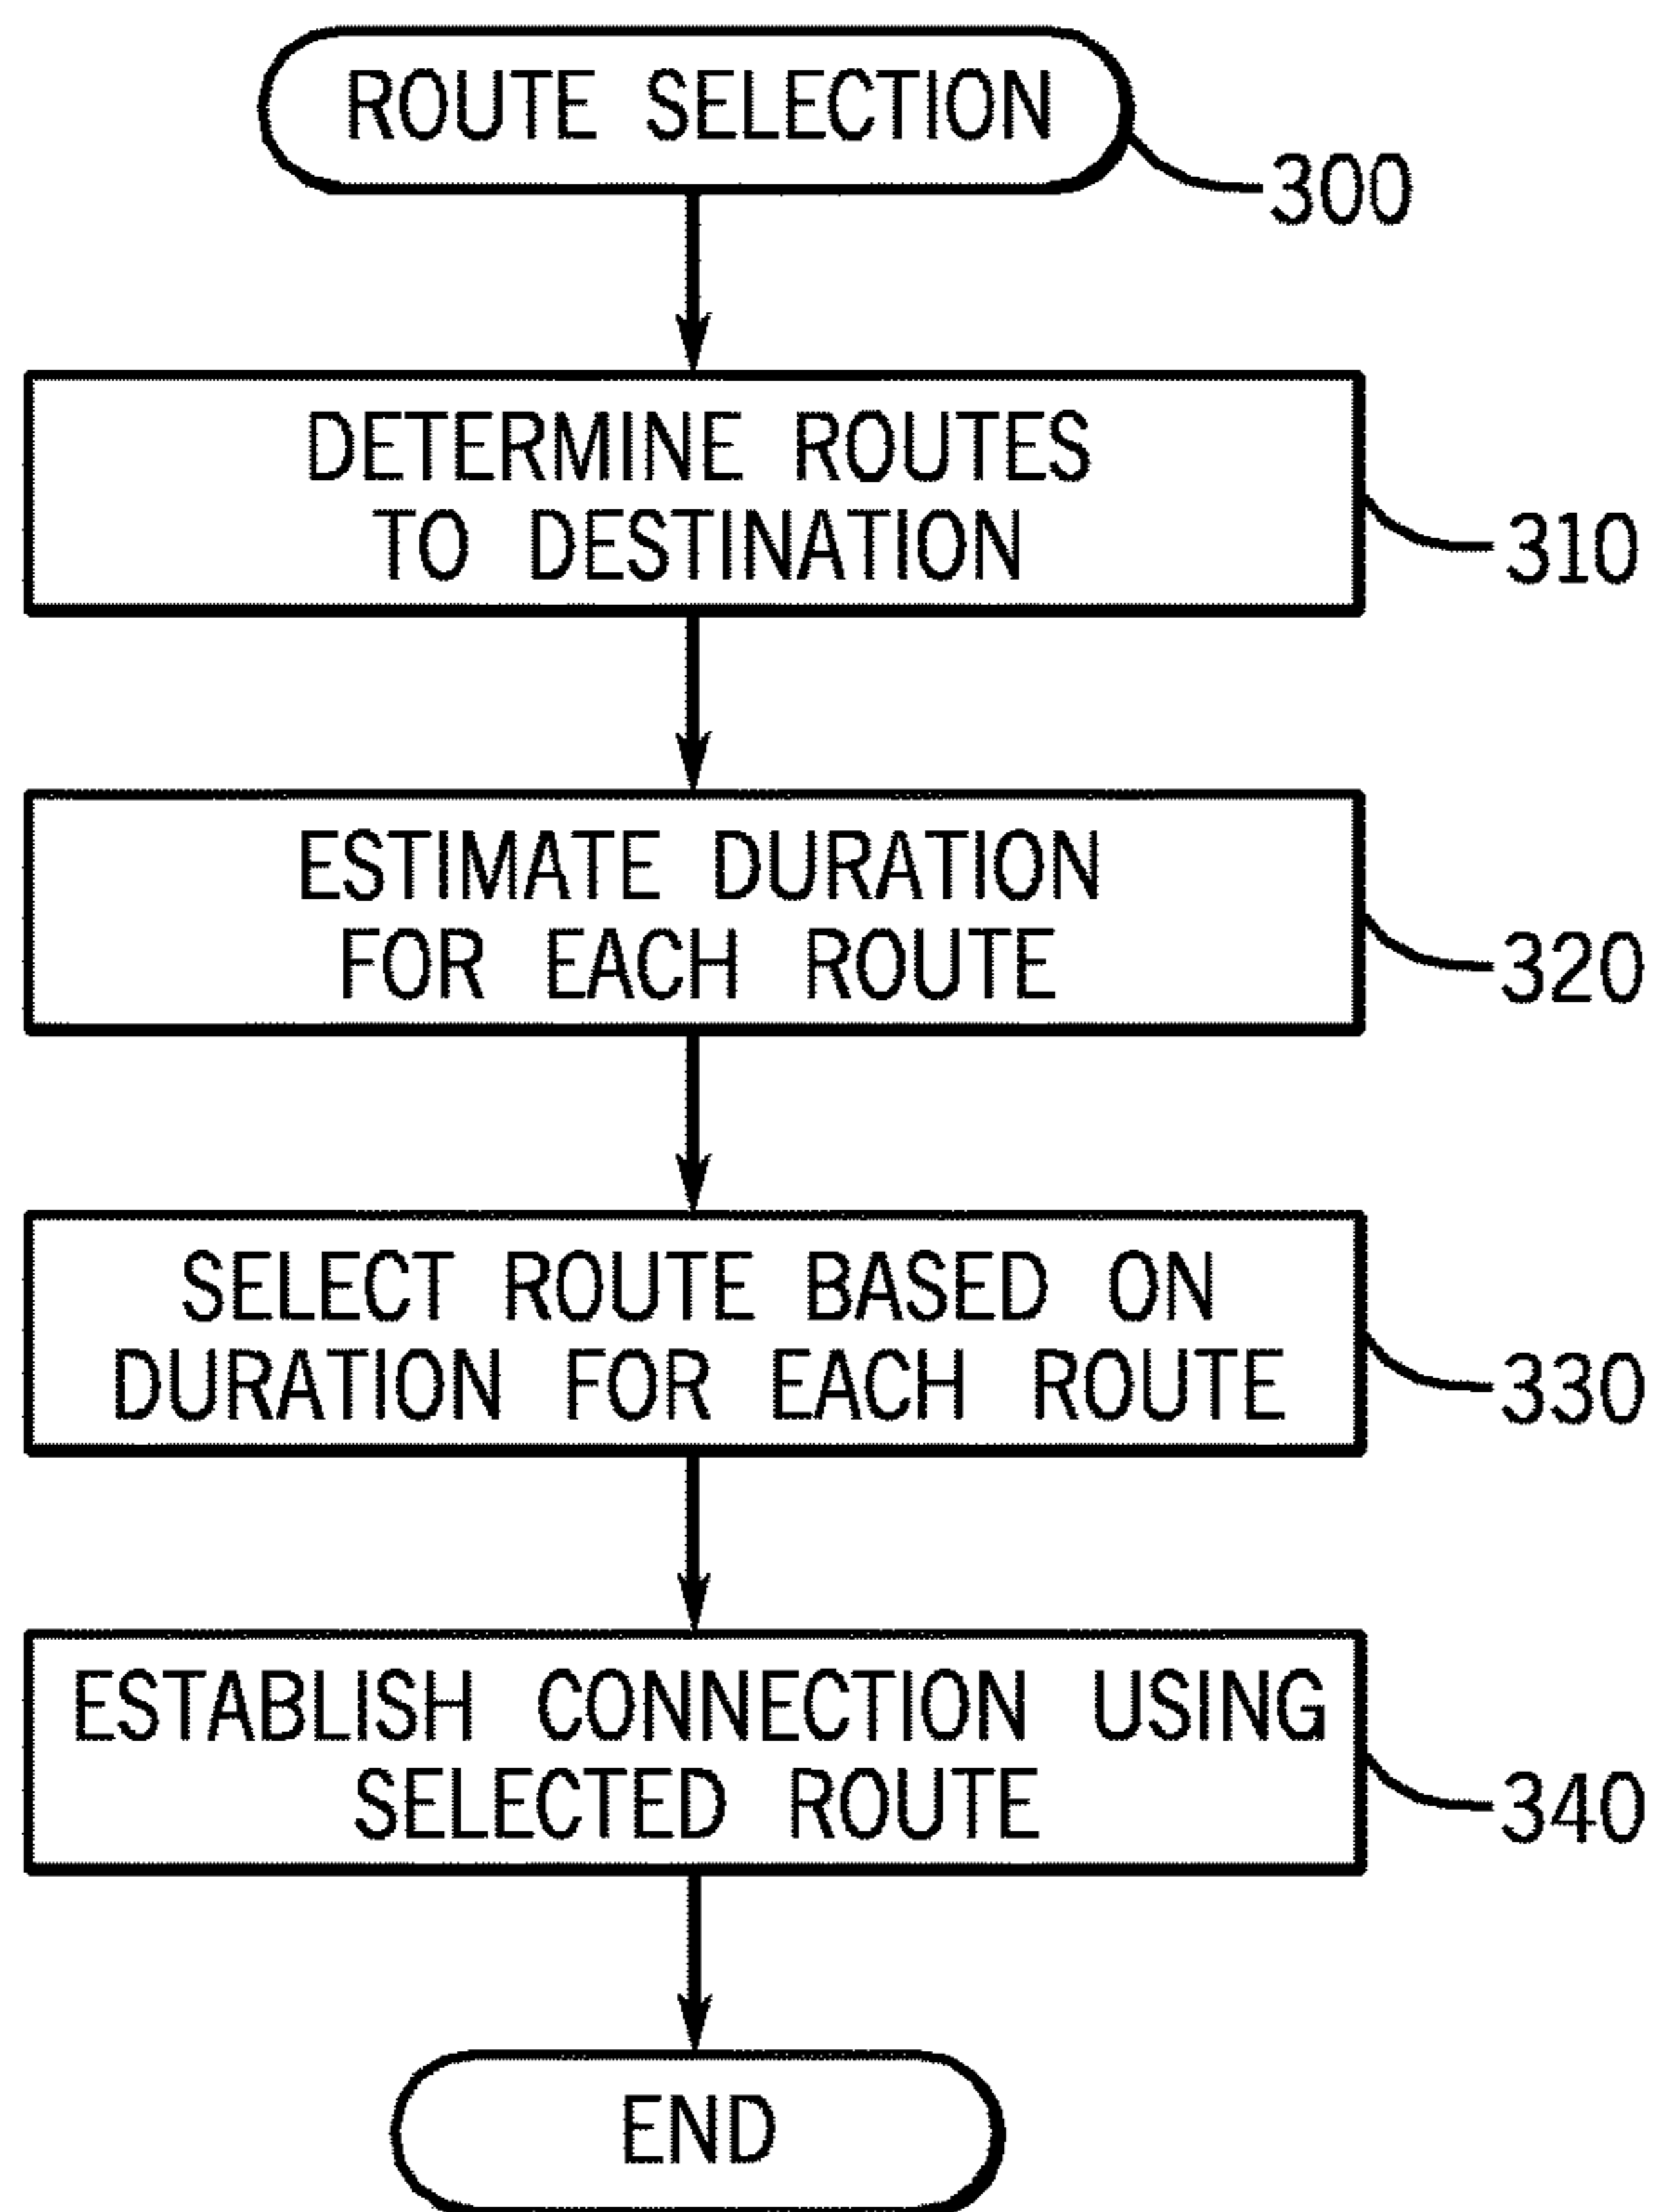 ROUTE SELECTION
300
DETERMINE ROUTES
TO DESTINATION
310
ESTIMATE DURATION
FOR EACH ROUTE
320
SELECT ROUTE BASED ON
DURATION FOR EACH ROUTE
330
ESTABLISH CONNECTION USING
SELECTED ROUTE
340
END